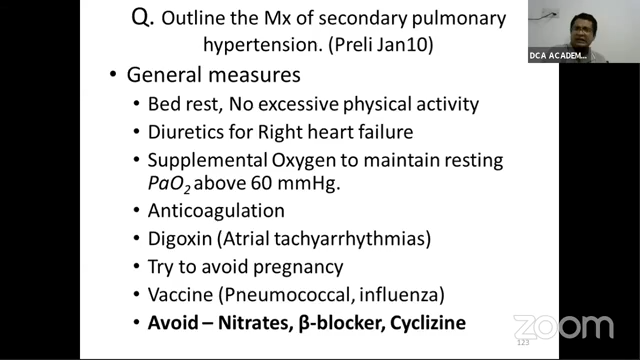 Q. Outline the Mx of secondary pulmonary
hypertension. (Preli Jan10)
DCA ACADEM...
• General measures
• Bed rest, No excessive physical activity
• Diuretics for Right heart failure
• Supplemental Oxygen to maintain resting
PaO2 above 60 mmHg.
• Anticoagulation
• Digoxin (Atrial tachyarrhythmias)
• Try to avoid pregnancy
• Vaccine (Pneumococcal, influenza)
• Avoid – Nitrates, β-blocker, Cyclizine
zoom
123